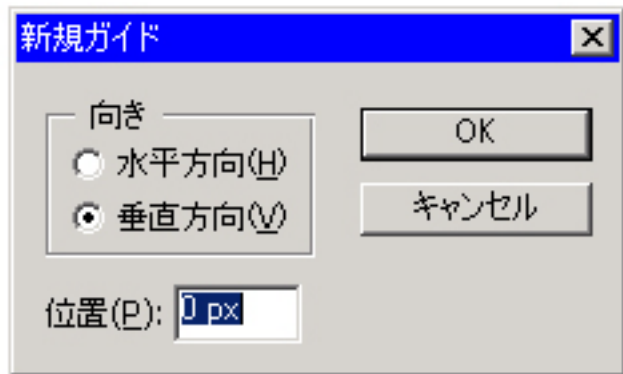 新規ガイド
向き
水平方向(H)
垂直方向(V)
OK
キャンセル
位置(P): 0 px